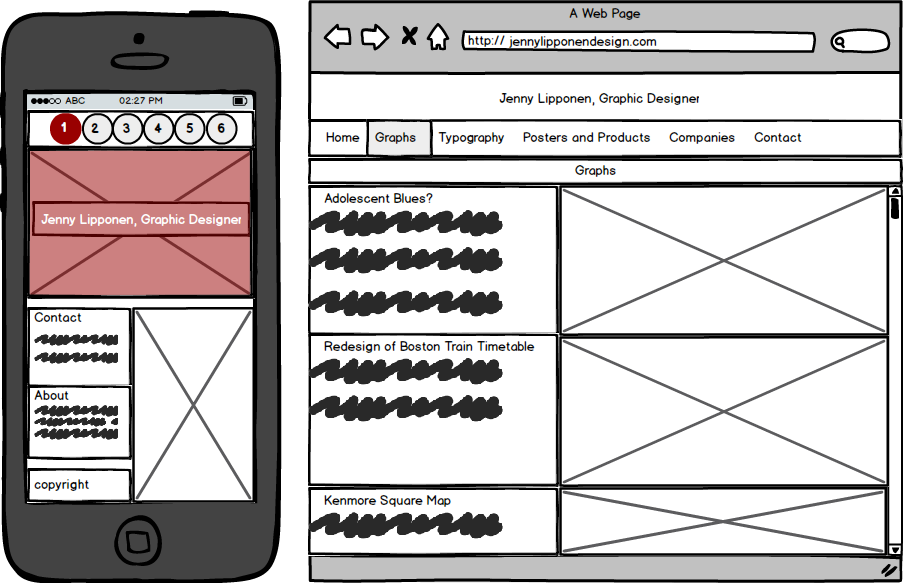 ABC 02:27 PM
1 2 3 4 5 6
Jenny Lipponen, Graphic Designer
Contact
About
copyright
A Web Page
http:// jennylipponendesign.com
Jenny Lipponen, Graphic Designer
Home Graphs Typography Posters and Products Companies Contact
Graphs
Adolescent Blues?
Redesign of Boston Train Timetable
Kenmore Square Map